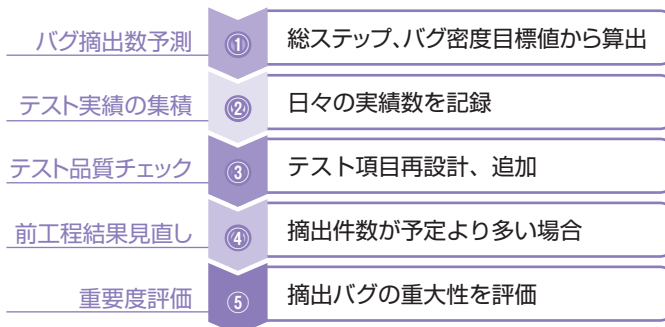 バグ摘出数予測 ① 総ステップ、バグ密度目標値から算出
テスト実績の集積 ② 日々の実績数を記録
テスト品質チェック ③ テスト項目再設計、追加
前工程結果見直し ④ 摘出件数が予定より多い場合
重要度評価 ⑤ 摘出バグの重大性を評価